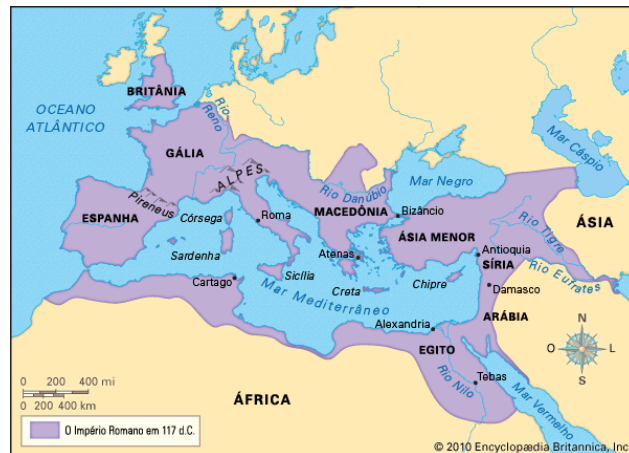 BRITÂNIA
OCEANO
ATLÂNTICO
Rio
Reno
GÁLIA
ALPES
Mar Cáspio
Mar Negro
Rio Danúbio
Pireneus
ESPANHA
Córsega
Roma
MACEDÔNIA
Bizâncio
ÁSIA
ÁSIA MENOR
Rio Tigre
Sardenha
Atenas
Antioquia
SÍRIA
Rio Eufrates
Cartago
Sicília
Creta
Chipre
Damasco
Mar Mediterrâneo
ARÁBIA
Alexandria
EGITO
N
O
L
S
Rio Nilo
Tebas
Mar Vermelho
ÁFRICA
0 200 400 mi
0 200 400 km
O Império Romano em 117 d.C.
© 2010 Encyclopædia Britannica, Inc